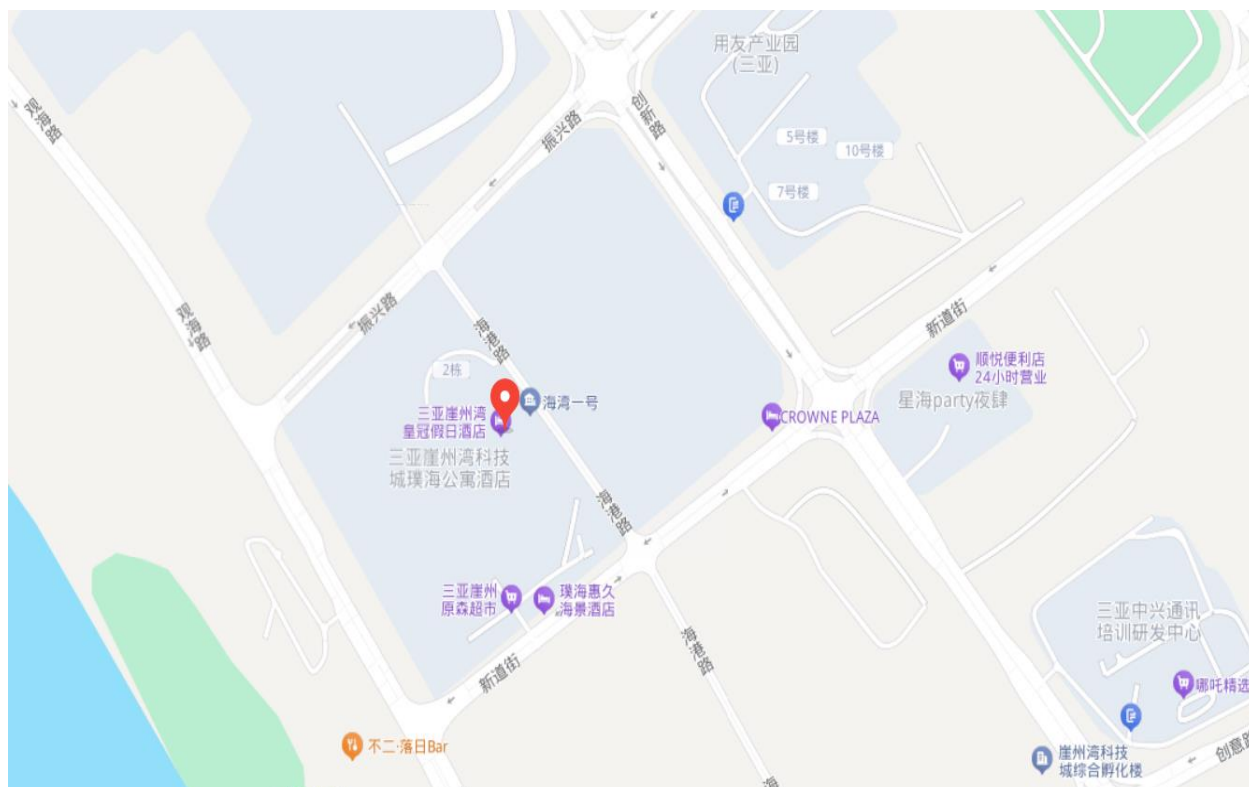 用友产业园
(三亚)
观海路
振兴路
创新路
5号楼
10号楼
7号楼
观海路
振兴路
海港路
新道街
2栋
顺悦便利店
24小时营业
星海party夜肆
三亚崖州湾
皇冠假日酒店
海湾一号
CROWNE PLAZA
三亚崖州湾科技
城璞海公寓酒店
海港路
三亚崖州
原森超市
璞海惠久
海景酒店
三亚中兴通讯
培训研发中心
海港路
新道街
哪吒精选
不二·落日Bar
崖州湾科技
城综合孵化楼
创意路
海